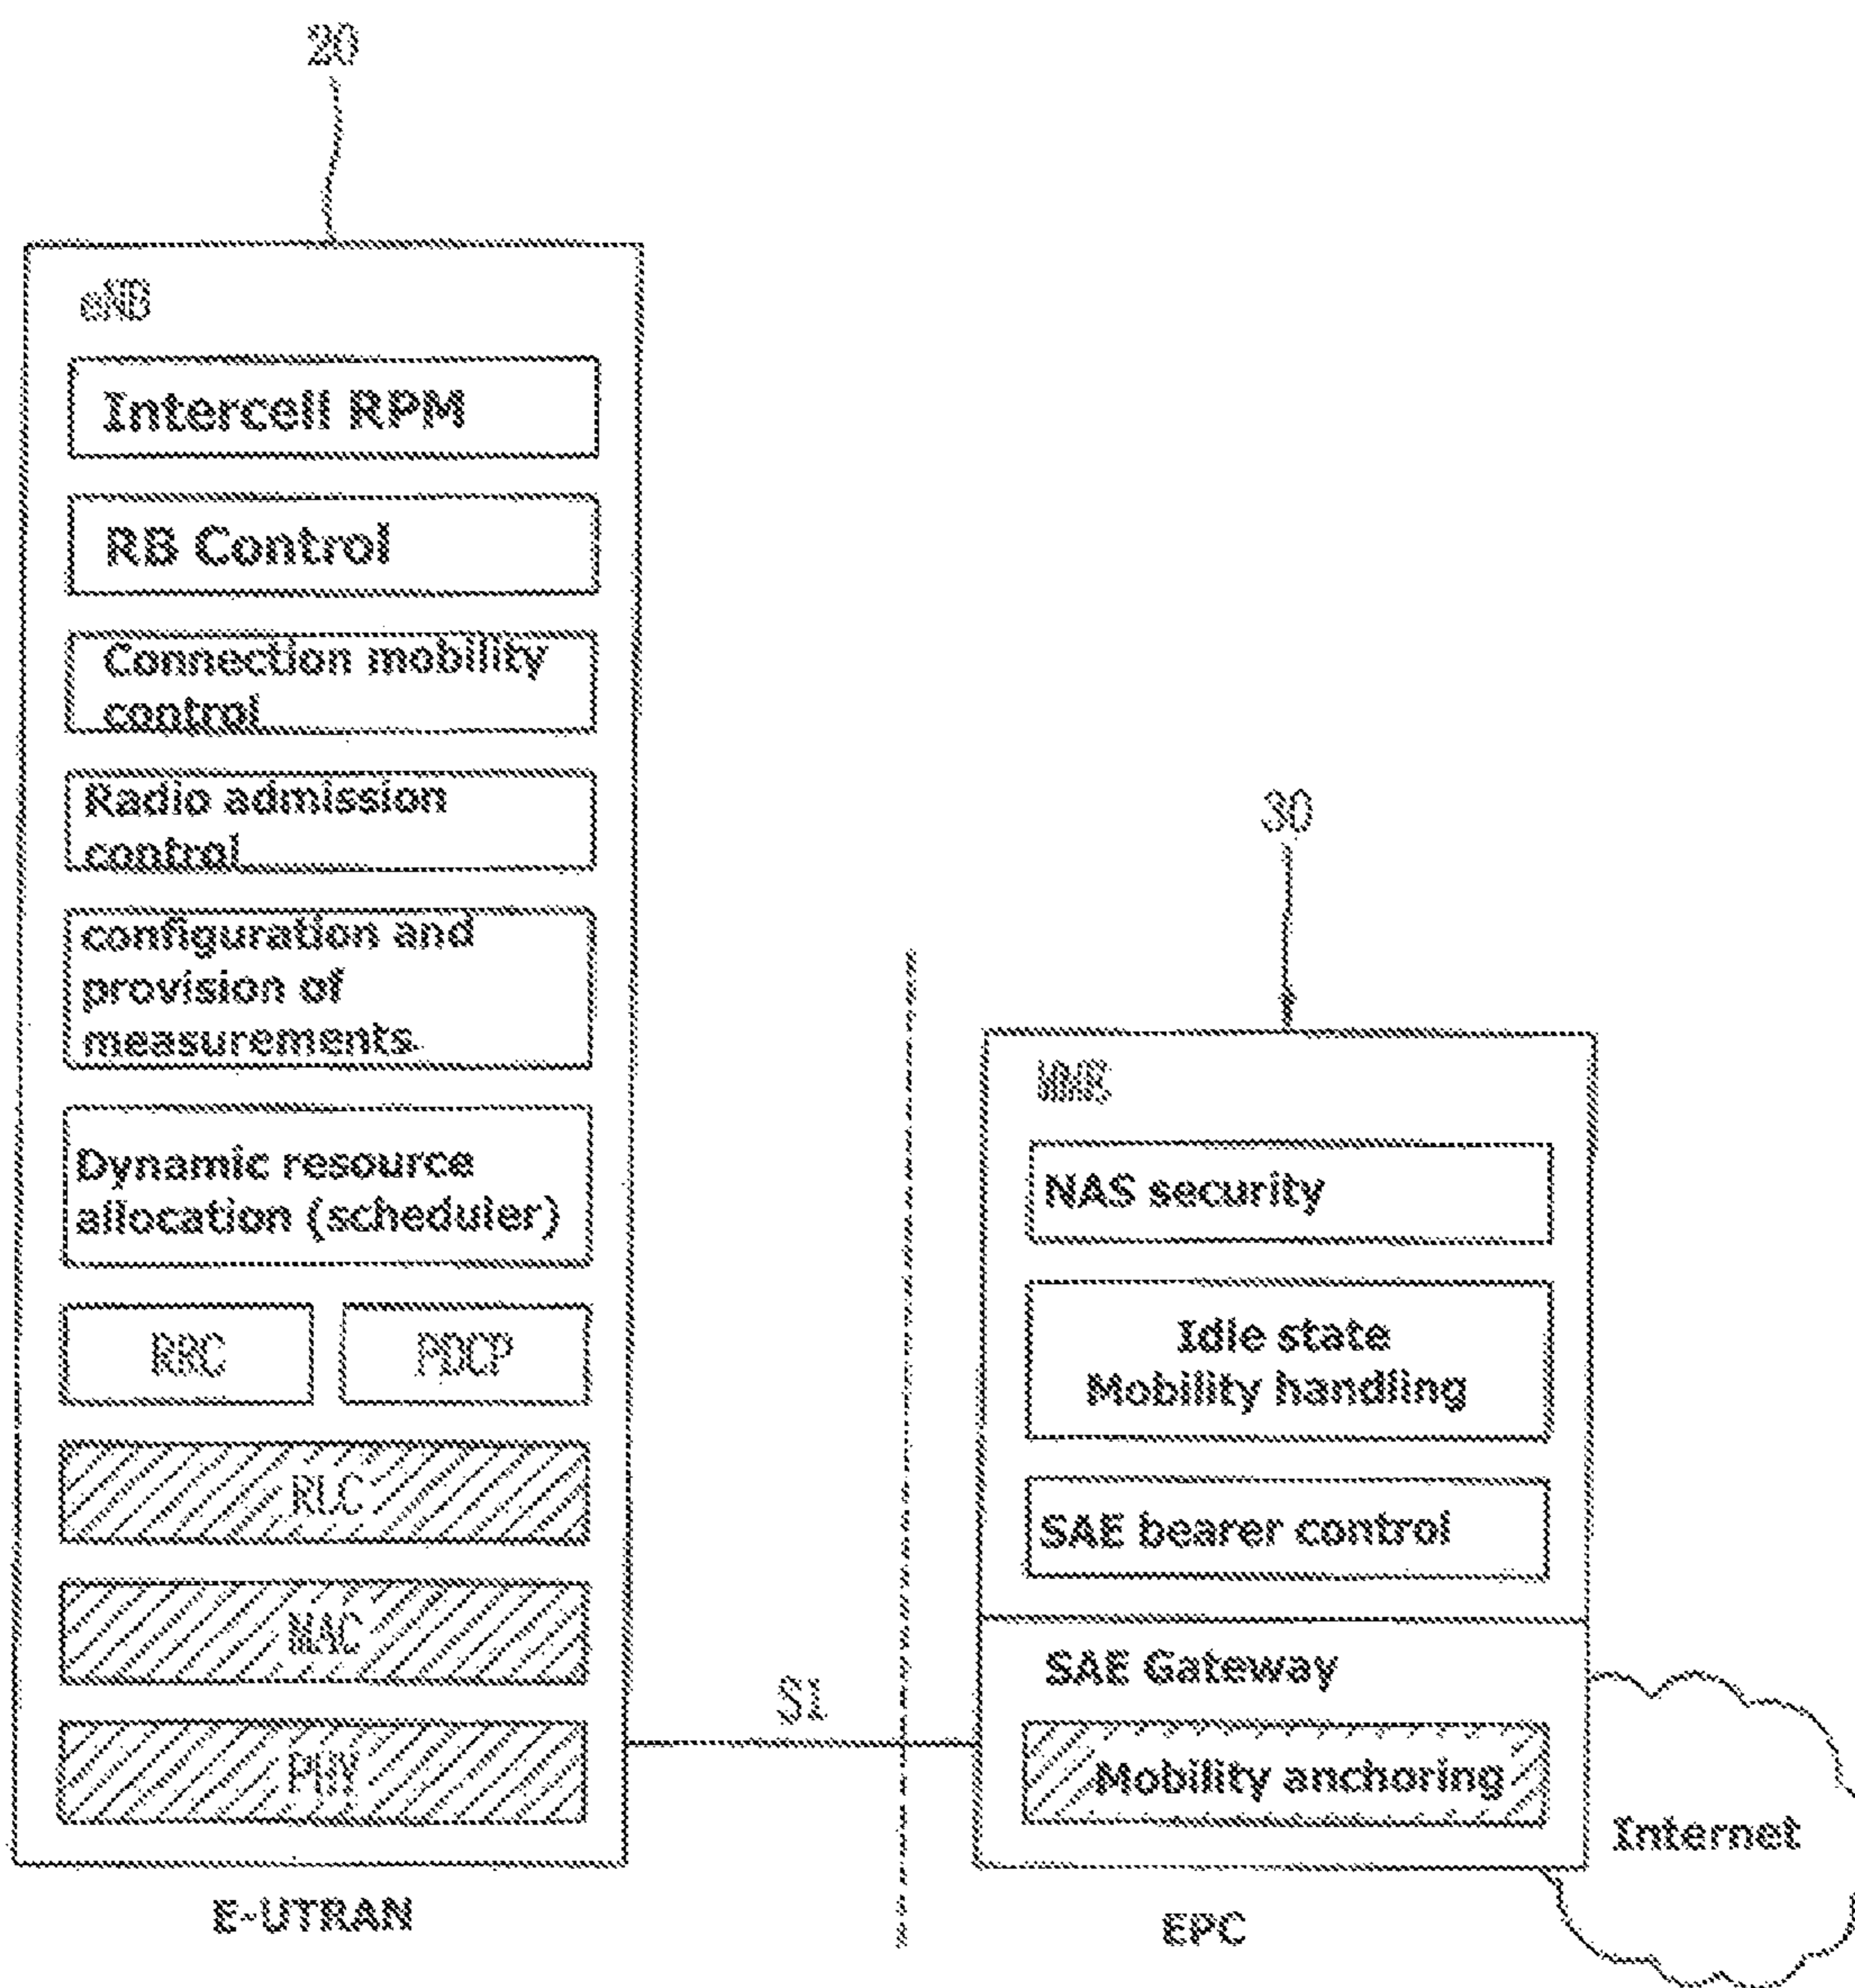 20
eNB
Intercell RPM
RB Control
Connection mobility
control
Radio admission
control
configuration and
provision of
measurements
Dynamic resource
allocation (scheduler)
RRC
PDCP
RLC
MAC
PHY
E-UTRAN
S1
30
NAS security
Idle state
Mobility handling
SAE bearer control
SAE Gateway
Mobility anchoring
EPC
Internet